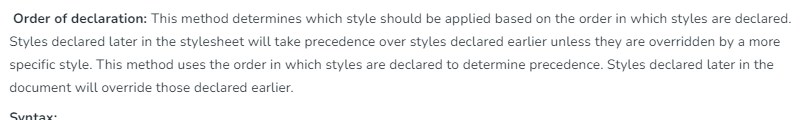 Order of declaration: This method determines which style should be applied based on the order in which styles are declared.
Styles declared later in the stylesheet will take precedence over styles declared earlier unless they are overridden by a more
specific style. This method uses the order in which styles are declared to determine precedence. Styles declared later in the
document will override those declared earlier.
Syntax: